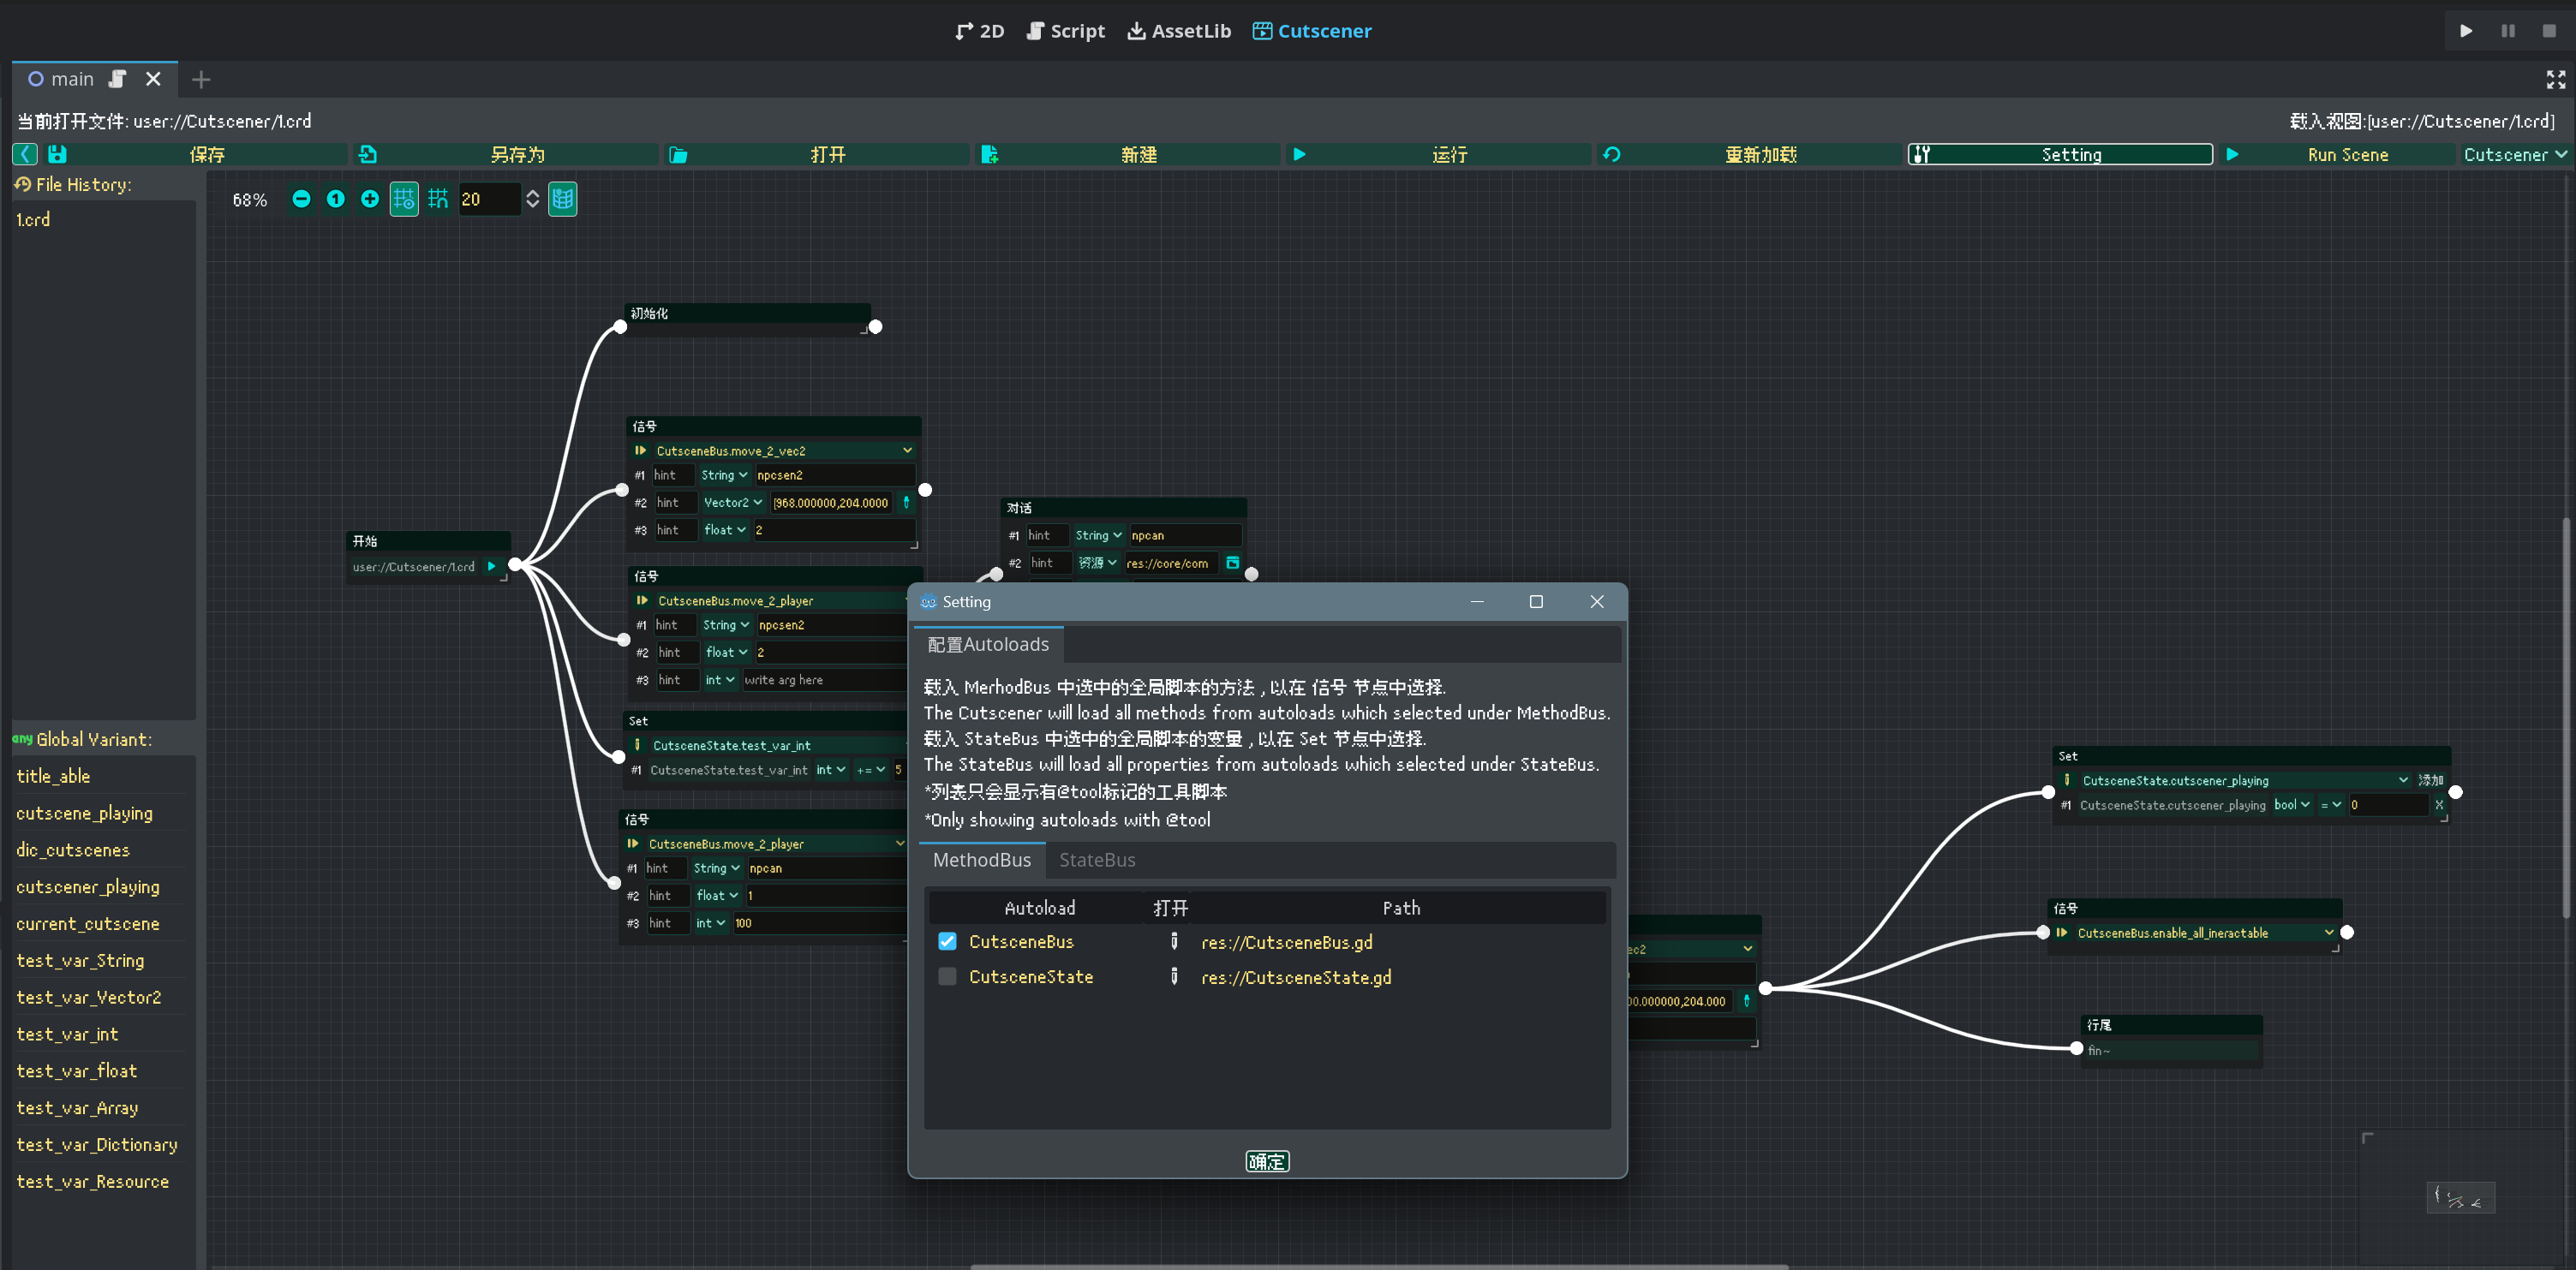 2D Script AssetLib Cutscener
main
当前打开文件: user://Cutscener/1.crd
载入视图:[user://Cutscener/1.crd]
保存 另存为 打开 新建 运行 重新加载 Setting Run Scene Cutscener
File History:
1.crd
68% 20
初始化
开始
user://Cutscener/1.crd
信号
CutsceneBus.move_2_vec2
#1 hint String npcsen2
#2 hint Vector2 [968.000000,204.0000
#3 hint float 2
信号
CutsceneBus.move_2_player
#1 hint String npcsen2
#2 hint float 2
#3 hint int write arg here
Set
CutsceneState.test_var_int
#1 CutsceneState.test_var_int int += 5
信号
CutsceneBus.move_2_player
#1 hint String npcan
#2 hint float 1
#3 hint int 100
对话
#1 hint String npcan
#2 hint 资源 res://core/com
any Global Variant:
title_able
cutscene_playing
dic_cutscenes
cutscener_playing
current_cutscene
test_var_String
test_var_Vector2
test_var_int
test_var_float
test_var_Array
test_var_Dictionary
test_var_Resource
Setting
配置Autoloads
载入 MerhodBus 中选中的全局脚本的方法 , 以在 信号 节点中选择.
The Cutscener will load all methods from autoloads which selected under MethodBus.
载入 StateBus 中选中的全局脚本的变量 , 以在 Set 节点中选择.
The StateBus will load all properties from autoloads which selected under StateBus.
*列表只会显示有@tool标记的工具脚本
*Only showing autoloads with @tool
MethodBus StateBus
Autoload 打开 Path
CutsceneBus res://CutsceneBus.gd
CutsceneState res://CutsceneState.gd
确定
ec2
00.000000,204.000
Set
CutsceneState.cutscener_playing 添加
#1 CutsceneState.cutscener_playing bool = 0 X
信号
CutsceneBus.enable_all_ineractable
行尾
fin~